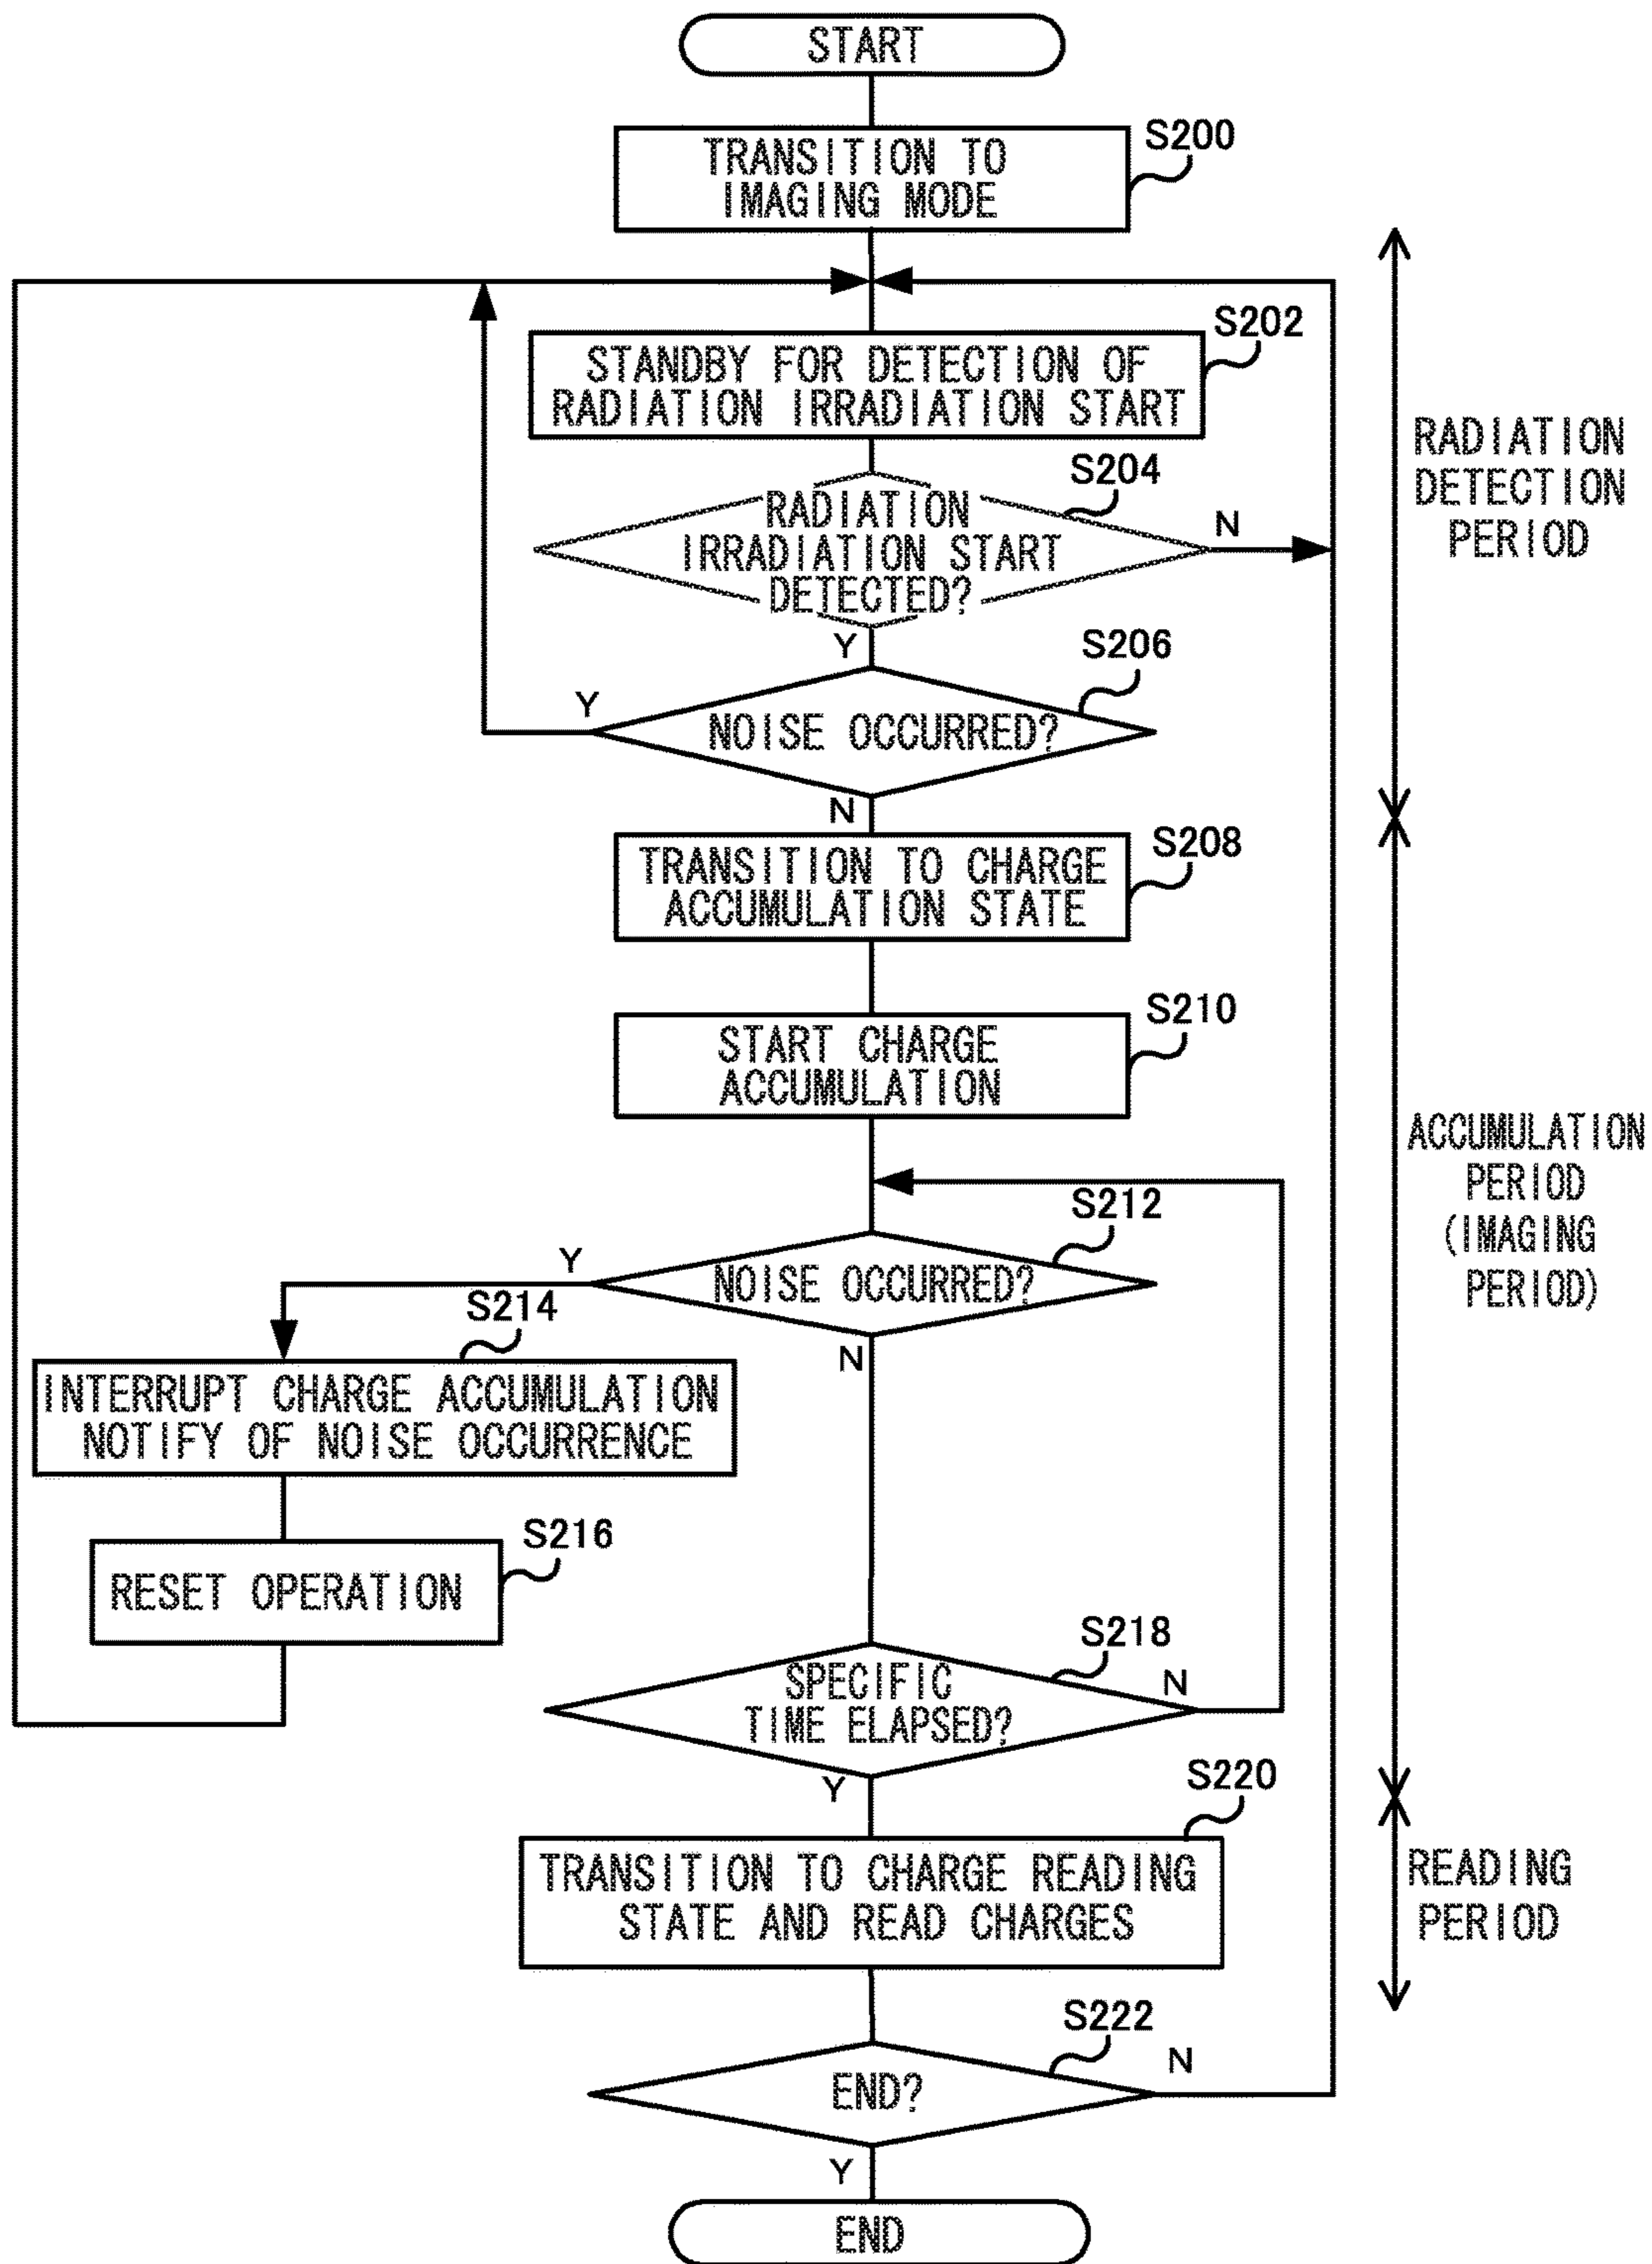 START
S200
TRANSITION TO
IMAGING MODE
S202
STANDBY FOR DETECTION OF
RADIATION IRRADIATION START
S204
RADIATION
IRRADIATION START
DETECTED?
N
Y
RADIATION
DETECTION
PERIOD
S206
NOISE OCCURRED?
Y
N
S208
TRANSITION TO CHARGE
ACCUMULATION STATE
S210
START CHARGE
ACCUMULATION
ACCUMULATION
PERIOD
(IMAGING
PERIOD)
S212
NOISE OCCURRED?
Y
N
S214
INTERRUPT CHARGE ACCUMULATION
NOTIFY OF NOISE OCCURRENCE
S216
RESET OPERATION
S218
SPECIFIC
TIME ELAPSED?
N
Y
S220
TRANSITION TO CHARGE READING
STATE AND READ CHARGES
READING
PERIOD
S222
END?
N
Y
END